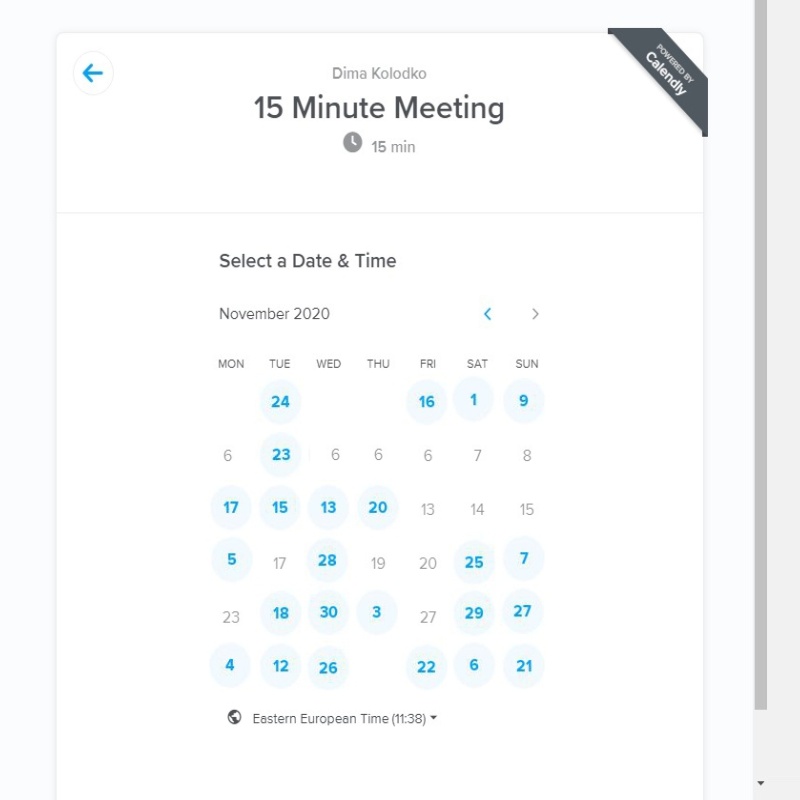 Dima Kolodko
POWERED BY
Calendly
15 Minute Meeting
15 min
Select a Date & Time
November 2020
MON TUE WED THU FRI SAT SUN
24 16 1 9
6 23 6 6 6 7 8
17 15 13 20 13 14 15
5 17 28 19 20 25 7
23 18 30 3 27 29 27
4 12 26 22 6 21
Eastern European Time (11:38)